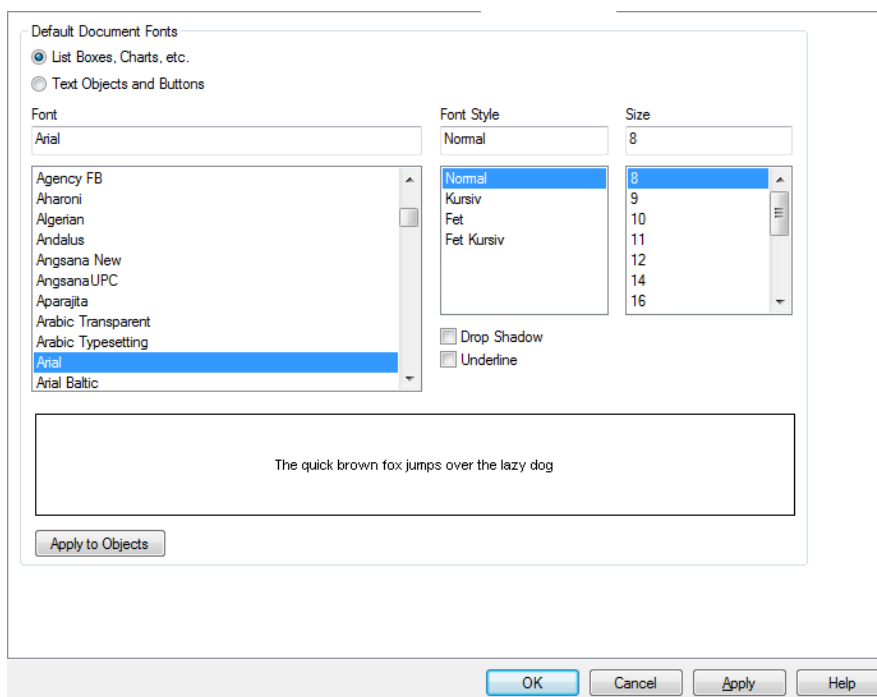 Default Document Fonts
List Boxes, Charts, etc.
Text Objects and Buttons
Font
Font Style
Size
Arial
Normal
8
Agency FB
Aharoni
Algerian
Andalus
Angsana New
AngsanaUPC
Aparajita
Arabic Transparent
Arabic Typesetting
Arial
Arial Baltic
Normal
Kursiv
Fet
Fet Kursiv
8
9
10
11
12
14
16
Drop Shadow
Underline
The quick brown fox jumps over the lazy dog
Apply to Objects
OK
Cancel
Apply
Help